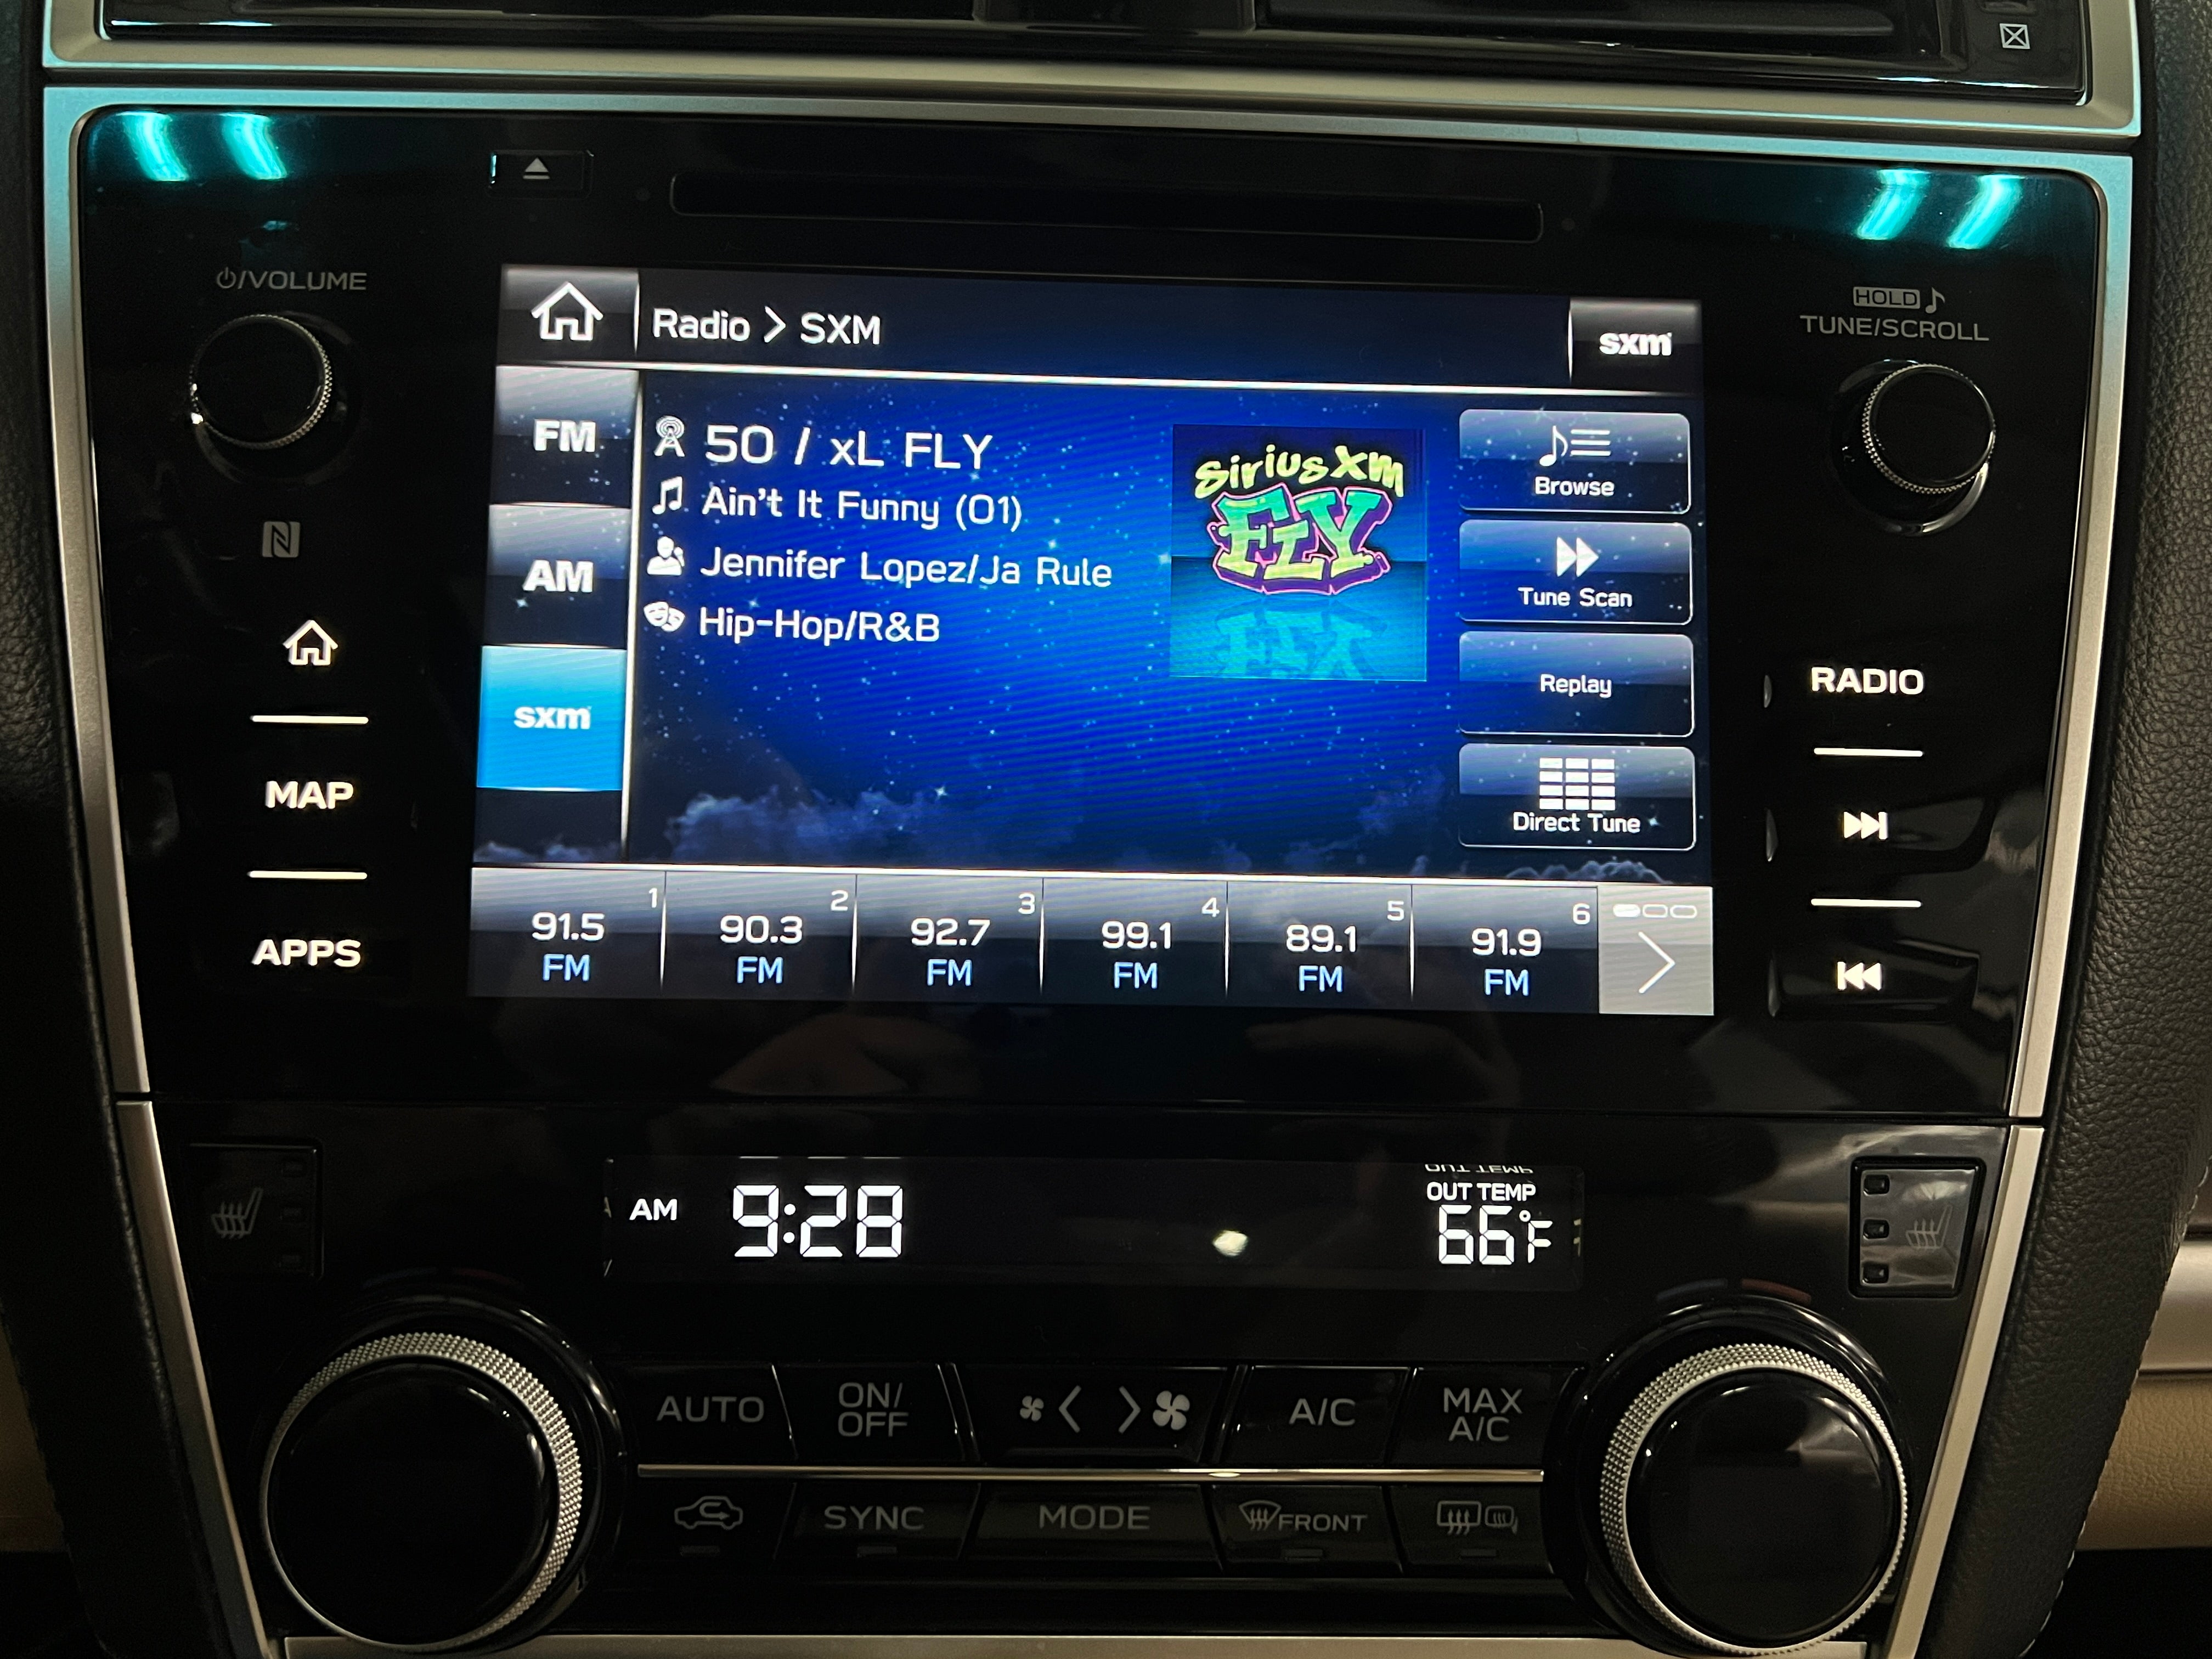 /VOLUME
HOLD
TUNE/SCROLL
Radio > SXM
sxm
FM
AM
sxm
50 / xL FLY
Ain't It Funny (01)
Jennifer Lopez/Ja Rule
Hip-Hop/R&B
SiriusXm
FLY
Browse
Tune Scan
Replay
Direct Tune
MAP
APPS
RADIO
1
91.5
FM
2
90.3
FM
3
92.7
FM
4
99.1
FM
5
89.1
FM
6
91.9
FM
AM 9:28
OUT TEMP
66°F
AUTO
ON/
OFF
A/C
MAX
A/C
SYNC
MODE
FRONT